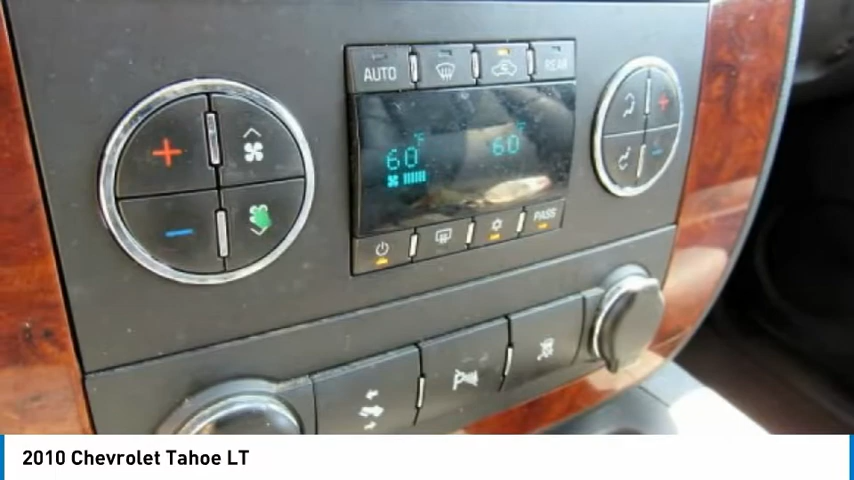 AUTO REAR
60°F 60°F
PASS
2010 Chevrolet Tahoe LT